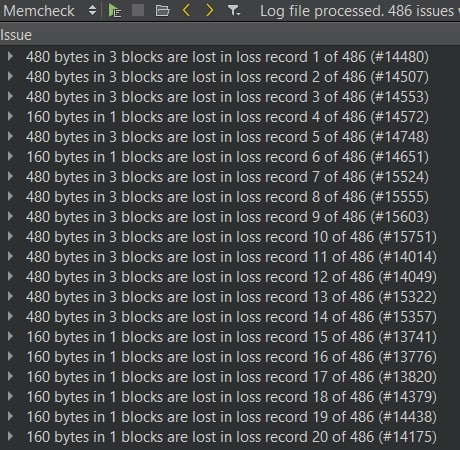 Memcheck Log file processed. 486 issues
Issue
480 bytes in 3 blocks are lost in loss record 1 of 486 (#14480)
480 bytes in 3 blocks are lost in loss record 2 of 486 (#14507)
480 bytes in 3 blocks are lost in loss record 3 of 486 (#14553)
160 bytes in 1 blocks are lost in loss record 4 of 486 (#14572)
480 bytes in 3 blocks are lost in loss record 5 of 486 (#14748)
160 bytes in 1 blocks are lost in loss record 6 of 486 (#14651)
480 bytes in 3 blocks are lost in loss record 7 of 486 (#15524)
480 bytes in 3 blocks are lost in loss record 8 of 486 (#15555)
480 bytes in 3 blocks are lost in loss record 9 of 486 (#15603)
480 bytes in 3 blocks are lost in loss record 10 of 486 (#15751)
480 bytes in 3 blocks are lost in loss record 11 of 486 (#14014)
480 bytes in 3 blocks are lost in loss record 12 of 486 (#14049)
480 bytes in 3 blocks are lost in loss record 13 of 486 (#15322)
480 bytes in 3 blocks are lost in loss record 14 of 486 (#15357)
160 bytes in 1 blocks are lost in loss record 15 of 486 (#13741)
160 bytes in 1 blocks are lost in loss record 16 of 486 (#13776)
160 bytes in 1 blocks are lost in loss record 17 of 486 (#13820)
160 bytes in 1 blocks are lost in loss record 18 of 486 (#14379)
160 bytes in 1 blocks are lost in loss record 19 of 486 (#14438)
160 bytes in 1 blocks are lost in loss record 20 of 486 (#14175)